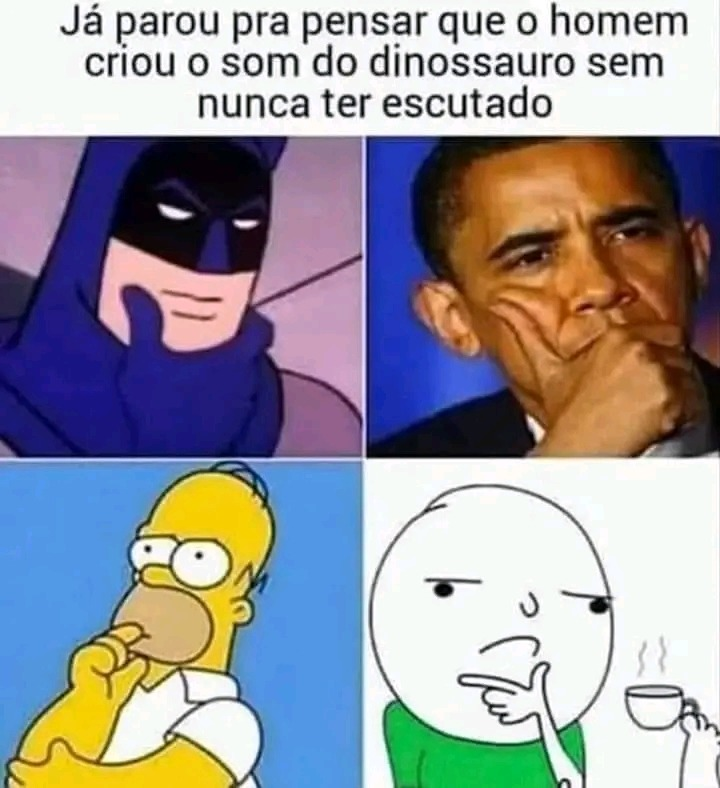 Já parou pra pensar que o homem
criou o som do dinossauro sem
nunca ter escutado